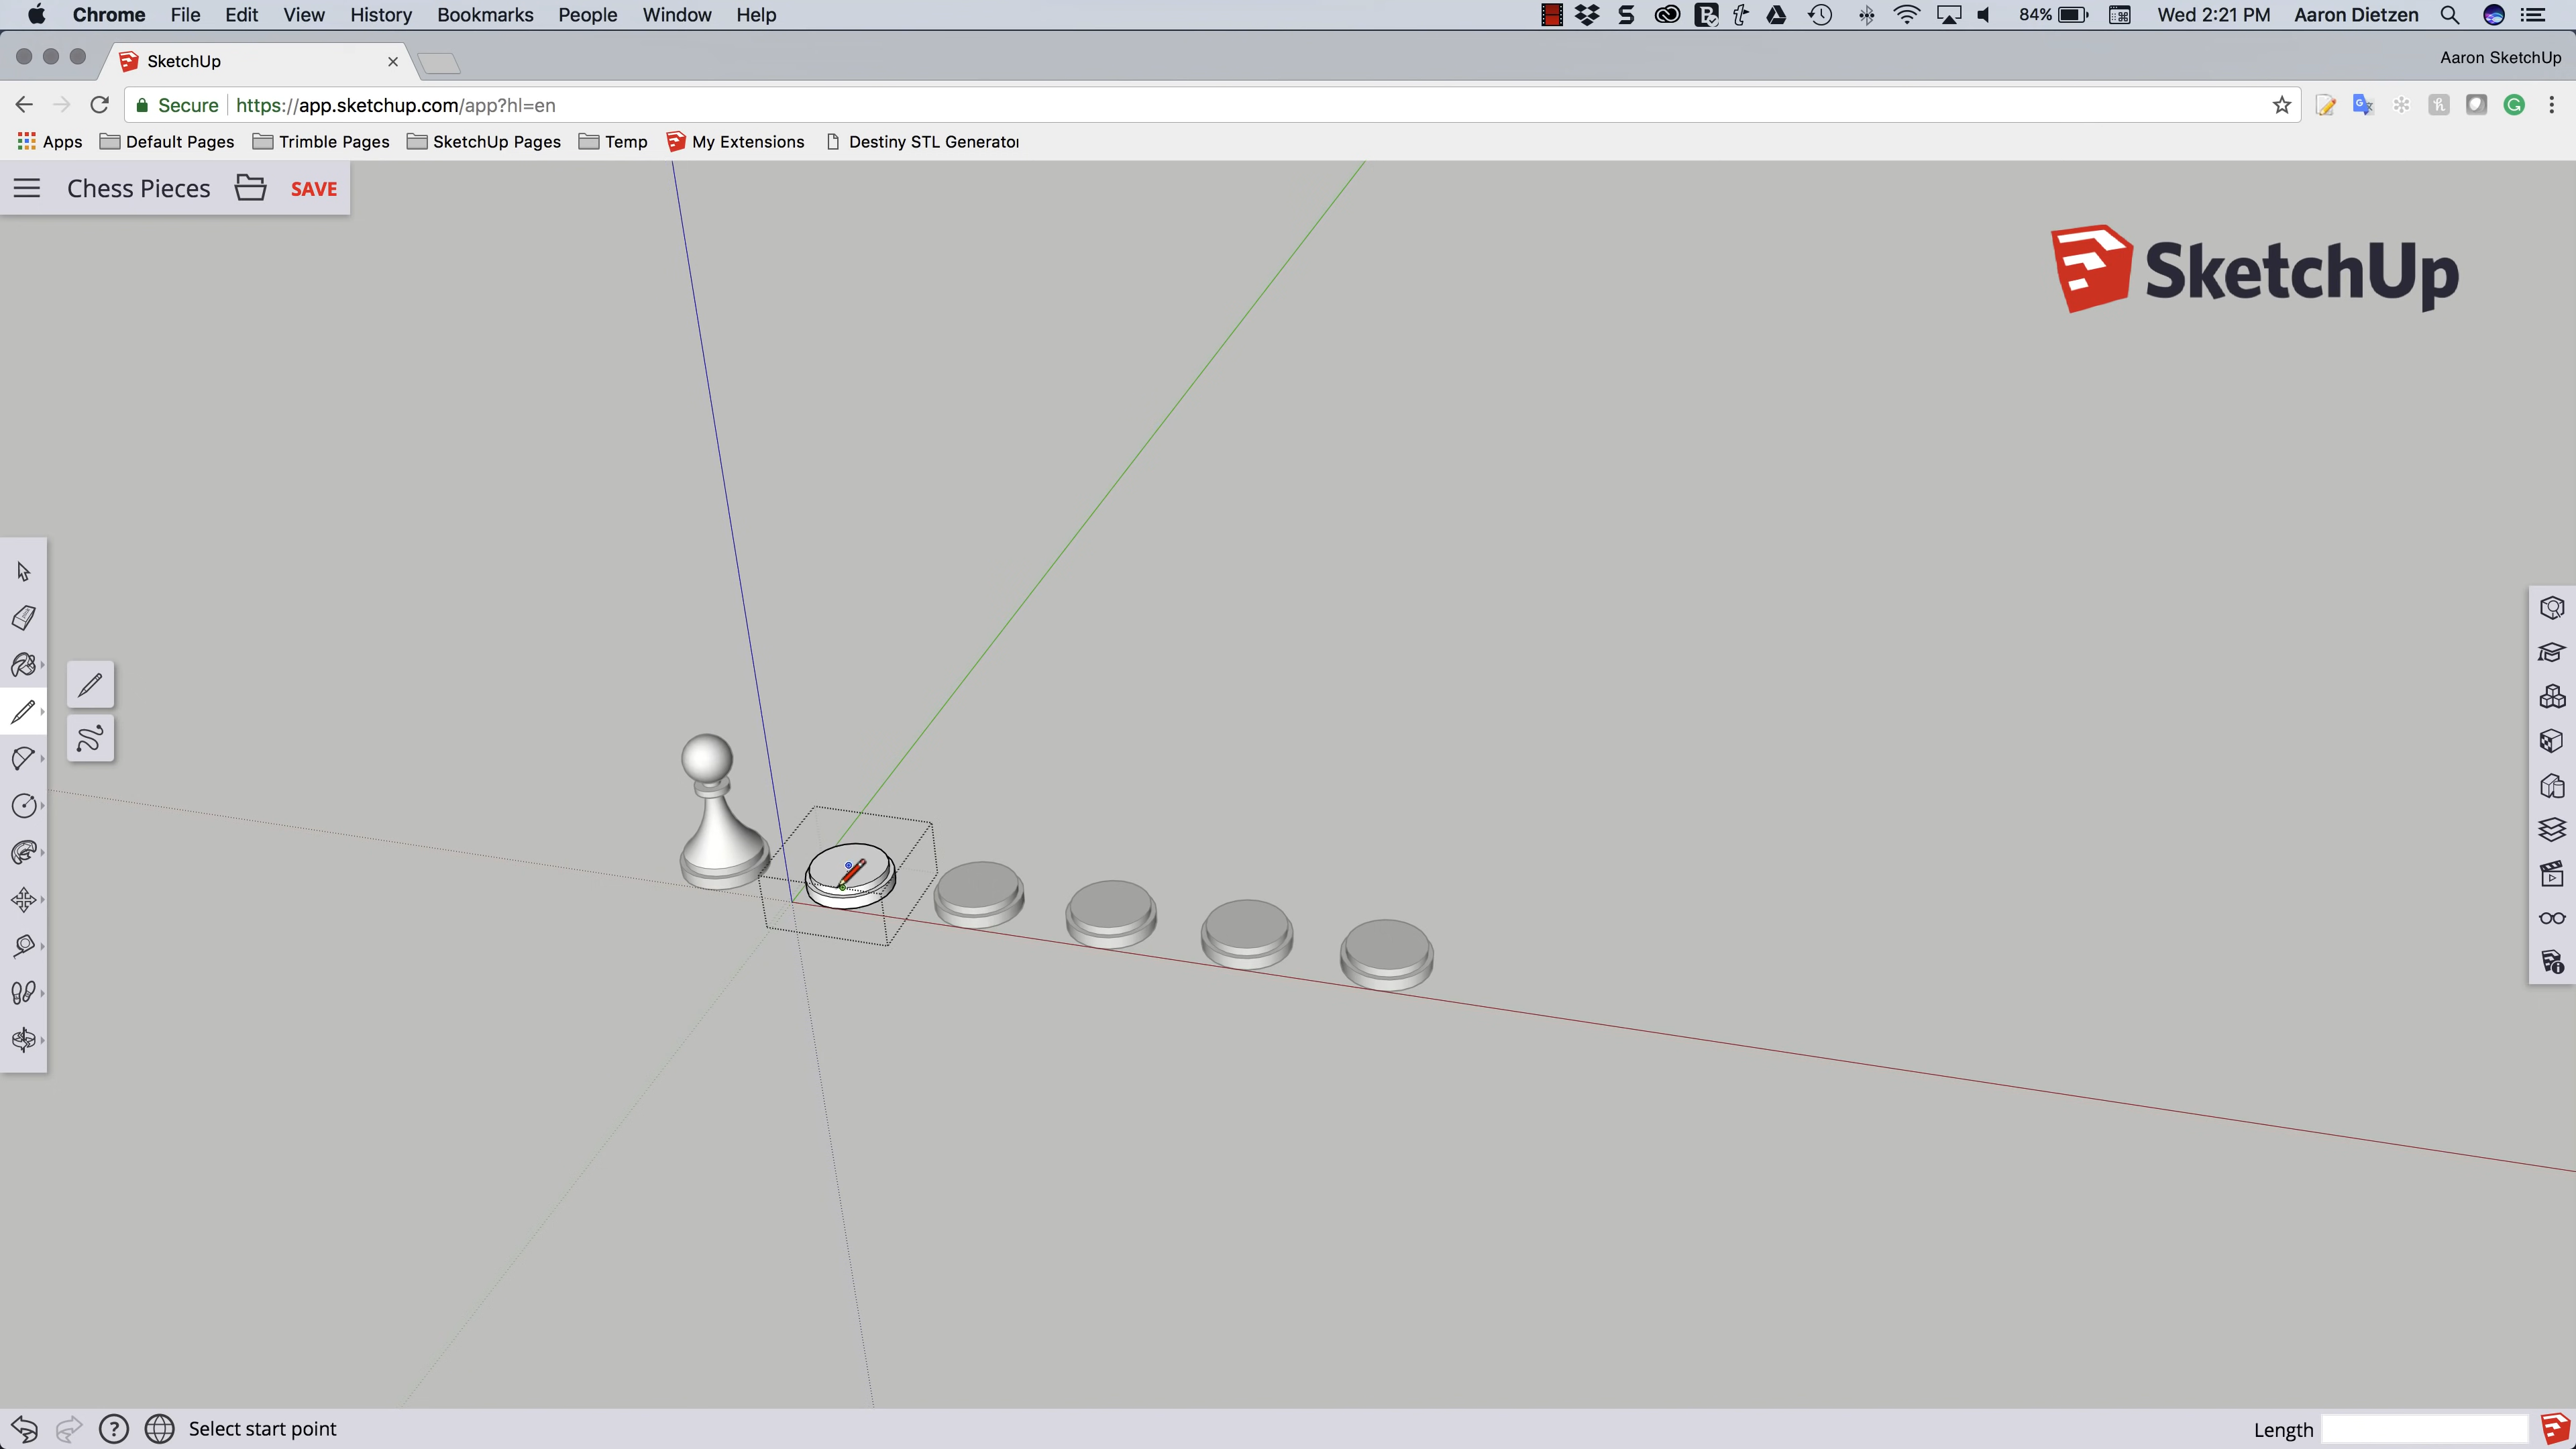 Chrome File Edit View History Bookmarks People Window Help 84% Wed 2:21 PM Aaron Dietzen
SketchUp Aaron SketchUp
Secure https://app.sketchup.com/app?hl=en
Apps Default Pages Trimble Pages SketchUp Pages Temp My Extensions Destiny STL Generator
Chess Pieces SAVE
SketchUp
Select start point Length